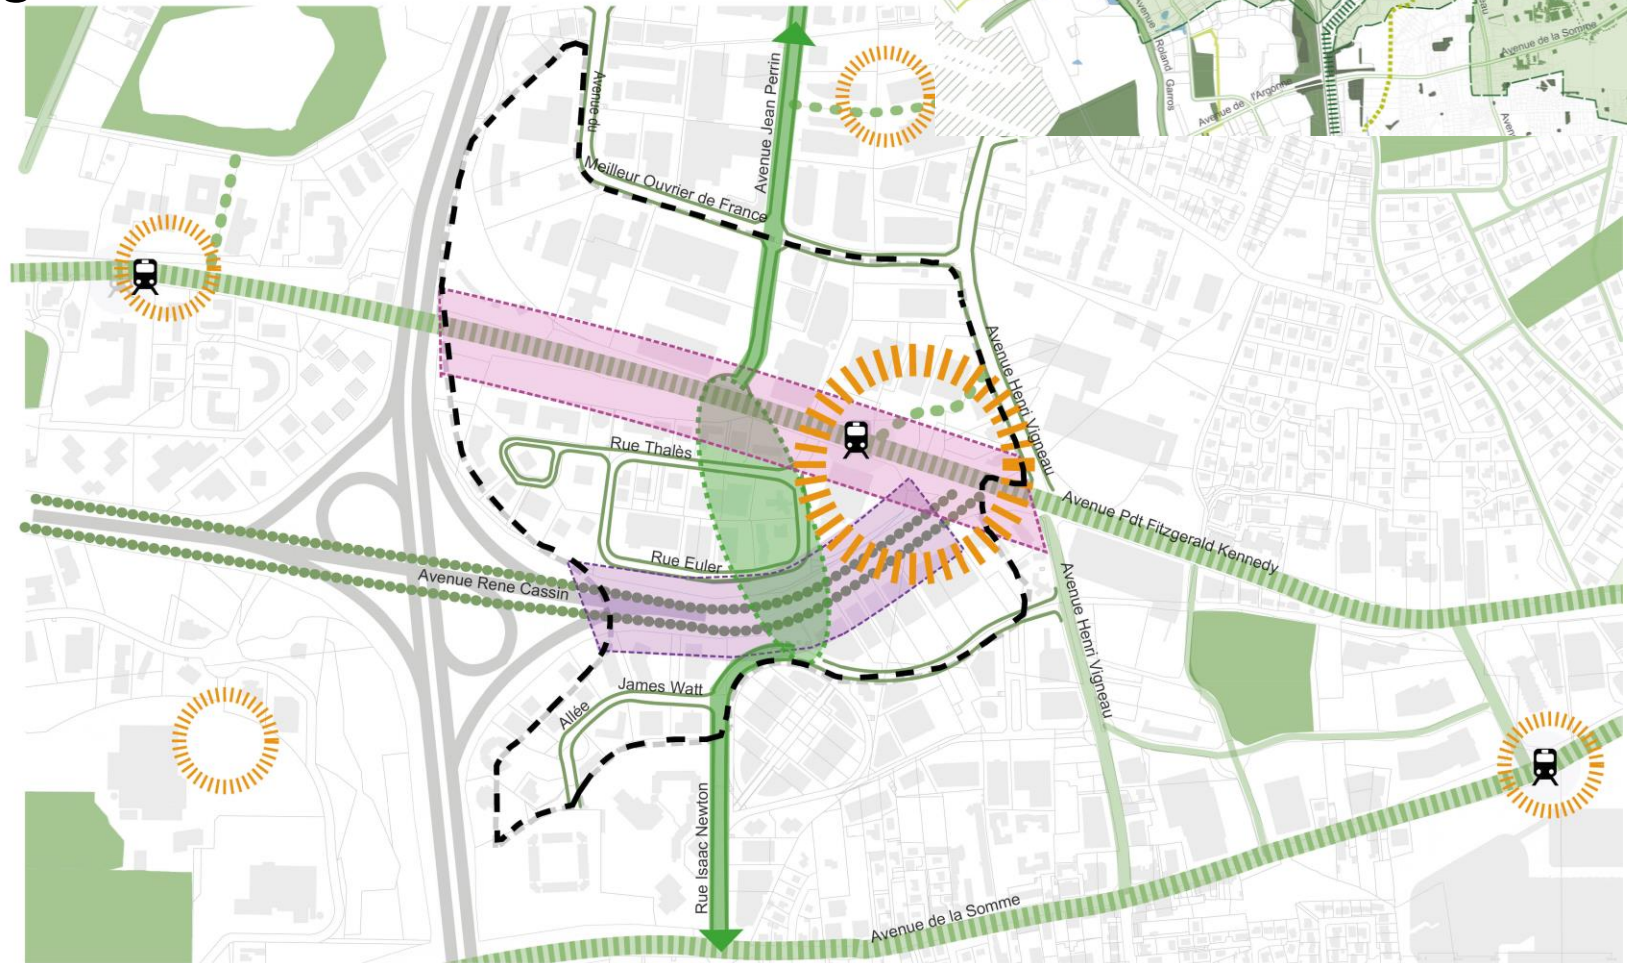 Avenue
Roland Garros
Avenue de l'Argonne
Avenue de la Somme
Avenue du
Meilleur Ouvrier de France
Avenue Jean Perrin
Avenue Henri Vigneau
Rue Thalès
Avenue Pdt Fitzgerald Kennedy
Rue Euler
Avenue Rene Cassin
Avenue Henri Vigneau
James Watt
Allée
Rue Isaac Newton
Avenue de la Somme